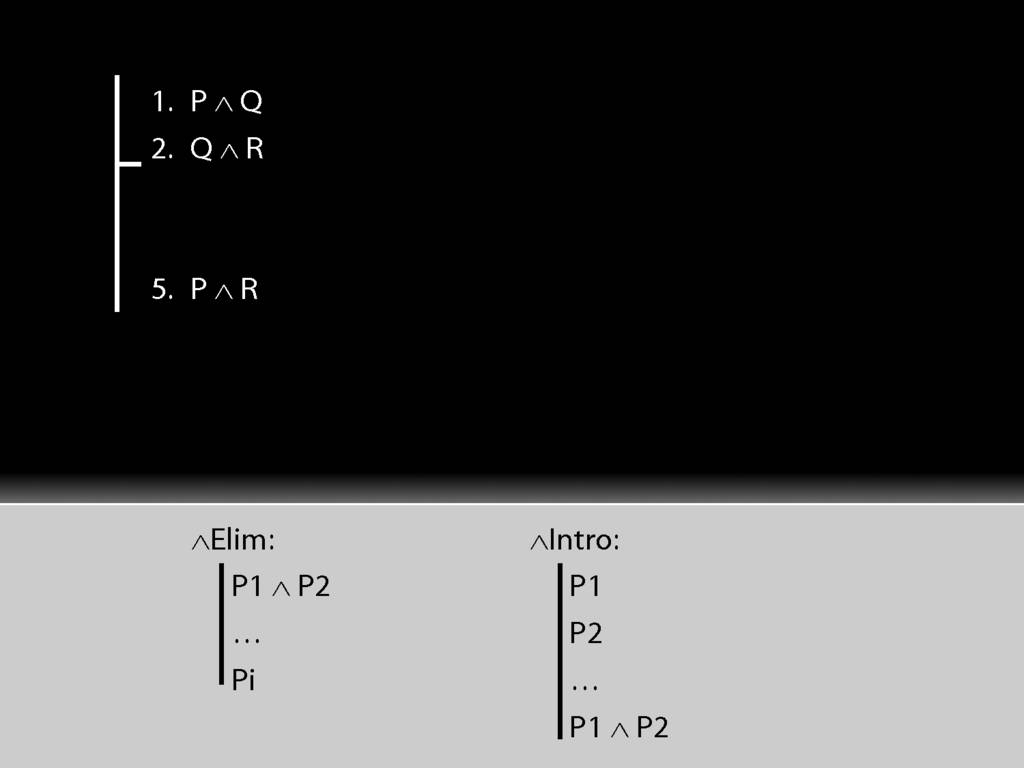 1. P ∧ Q
2. Q ∧ R
5. P ∧ R
∧Elim:
P1 ∧ P2
…
Pi
∧Intro:
P1
P2
…
P1 ∧ P2